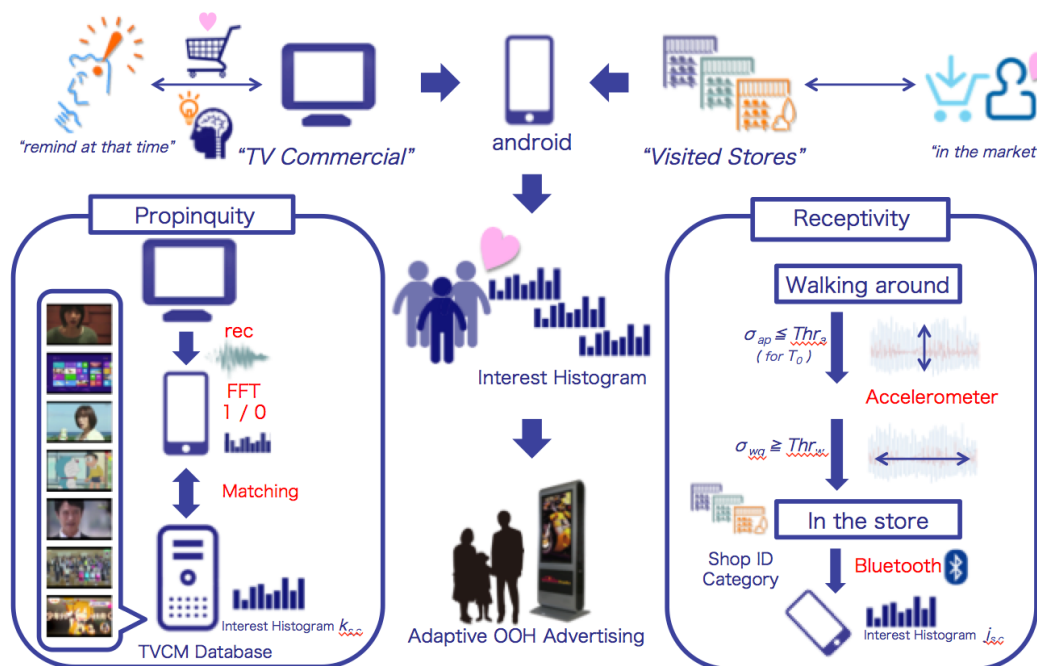 "remind at that time"
"TV Commercial"
android
"Visited Stores"
"in the market
Propinquity
rec
FFT
1 / 0
Matching
Interest Histogram k s,c
TVCM Database
Interest Histogram
Adaptive OOH Advertising
Receptivity
Walking around
σap ≦ Thra
( for T0 )
Accelerometer
σwq ≧ Thrw
In the store
Shop ID
Category
Bluetooth
Interest Histogram j s,c